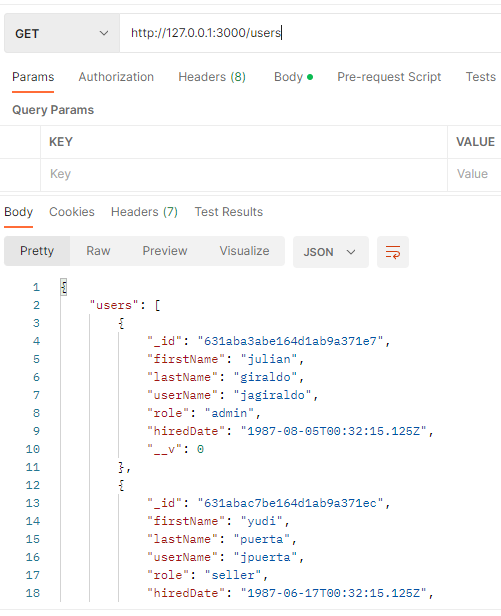 GET http://127.0.0.1:3000/users
Params Authorization Headers (8) Body Pre-request Script Tests
Query Params
KEY VALUE
Key Value
Body Cookies Headers (7) Test Results
Pretty Raw Preview Visualize JSON
1 {
2 "users": [
3 {
4 "_id": "631aba3abe164d1ab9a371e7",
5 "firstName": "julian",
6 "lastName": "giraldo",
7 "userName": "jagiraldo",
8 "role": "admin",
9 "hiredDate": "1987-08-05T00:32:15.125Z",
10 "__v": 0
11 },
12 {
13 "_id": "631abac7be164d1ab9a371ec",
14 "firstName": "yudi",
15 "lastName": "puerta",
16 "userName": "jpuerta",
17 "role": "seller",
18 "hiredDate": "1987-06-17T00:32:15.125Z",